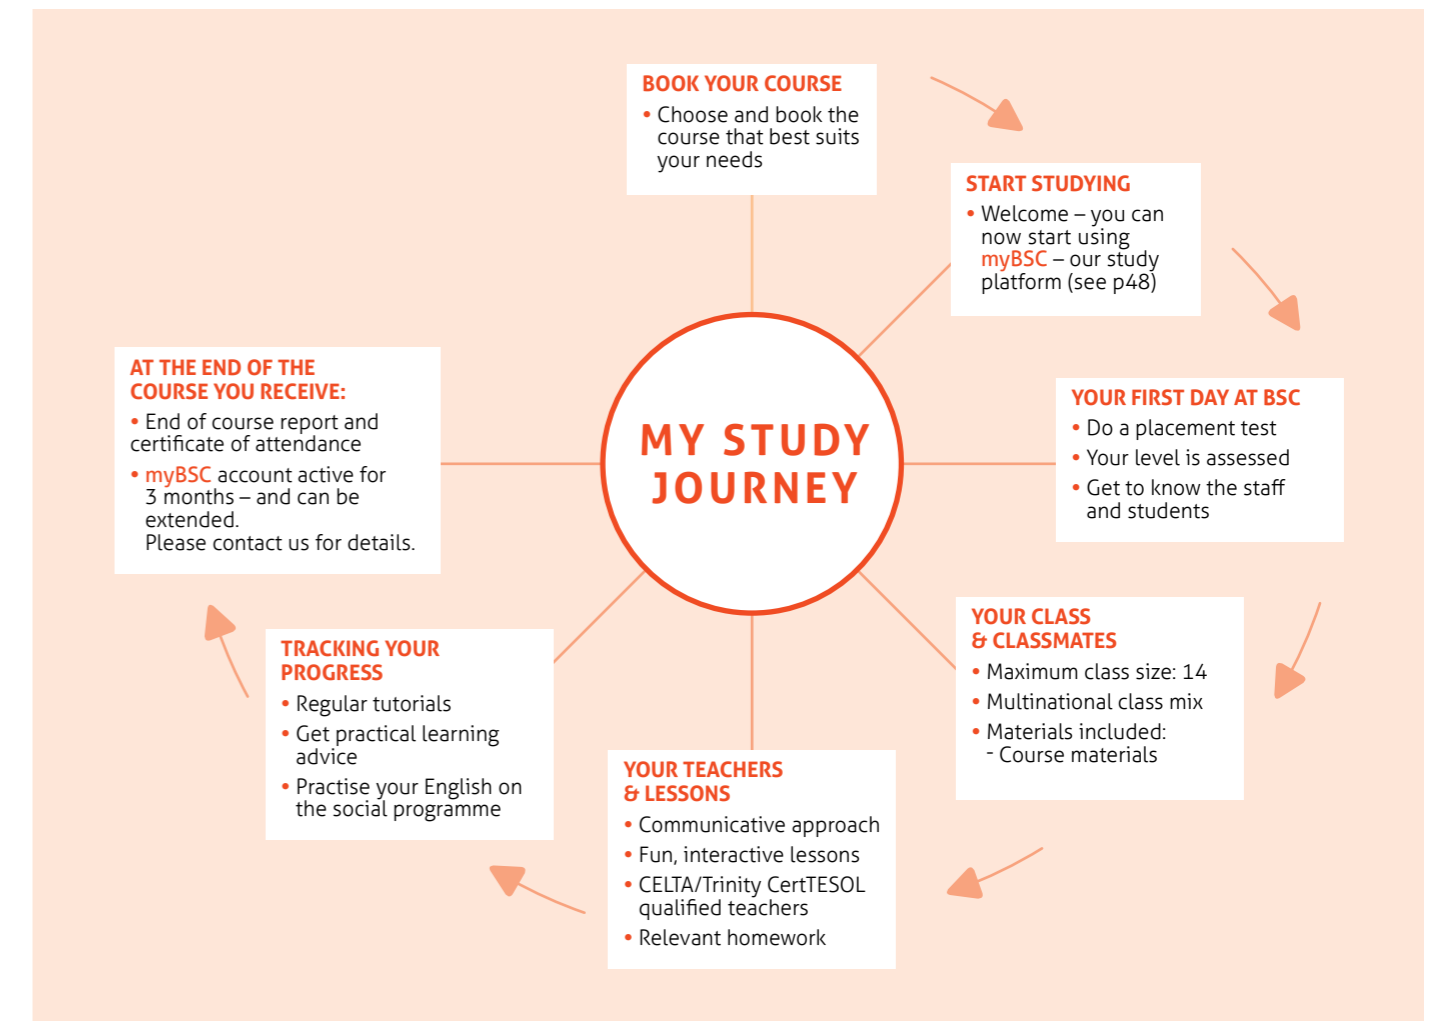 BOOK YOUR COURSE
• Choose and book the
course that best suits
your needs
START STUDYING
• Welcome – you can
now start using
myBSC – our study
platform (see p48)
YOUR FIRST DAY AT BSC
• Do a placement test
• Your level is assessed
• Get to know the staff
and students
YOUR CLASS
& CLASSMATES
• Maximum class size: 14
• Multinational class mix
• Materials included:
- Course materials
YOUR TEACHERS
& LESSONS
• Communicative approach
• Fun, interactive lessons
• CELTA/Trinity CertTESOL
qualified teachers
• Relevant homework
TRACKING YOUR
PROGRESS
• Regular tutorials
• Get practical learning
advice
• Practise your English on
the social programme
AT THE END OF THE
COURSE YOU RECEIVE:
• End of course report and
certificate of attendance
• myBSC account active for
3 months – and can be
extended.
Please contact us for details.
MY STUDY
JOURNEY